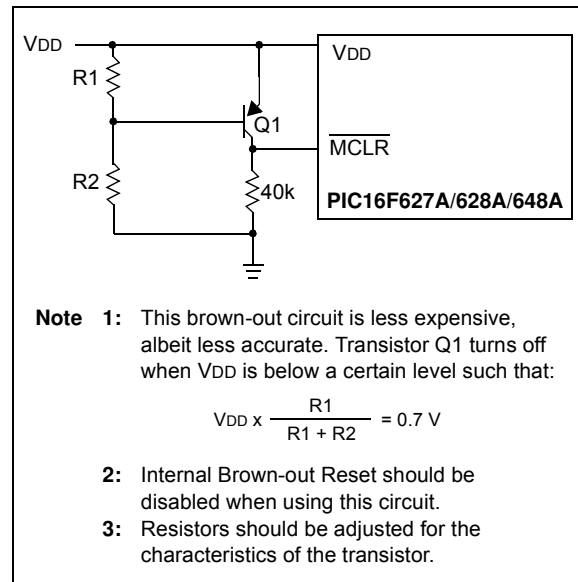 VDD
VDD
R1
Q1
MCLR
R2
40k
PIC16F627A/628A/648A
Note 1: This brown-out circuit is less expensive,
albeit less accurate. Transistor Q1 turns off
when VDD is below a certain level such that:
VDD x R1 / R1 + R2 = 0.7 V
2: Internal Brown-out Reset should be
disabled when using this circuit.
3: Resistors should be adjusted for the
characteristics of the transistor.